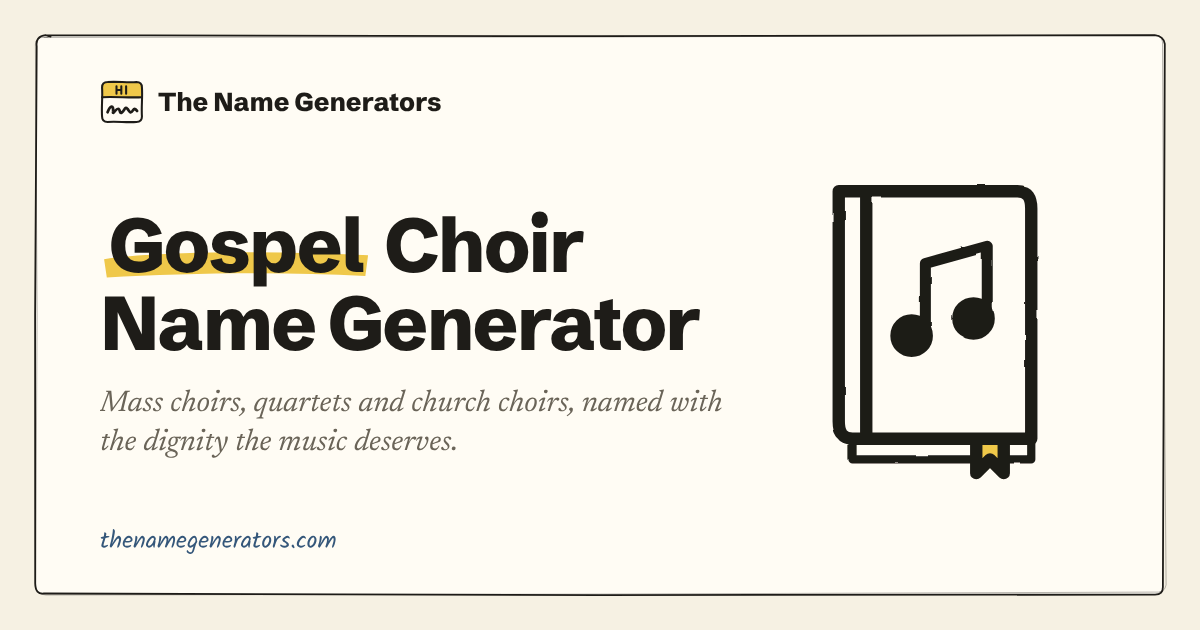 HI
The Name Generators
Gospel Choir
Name Generator
Mass choirs, quartets and church choirs, named with
the dignity the music deserves.
thenamegenerators.com